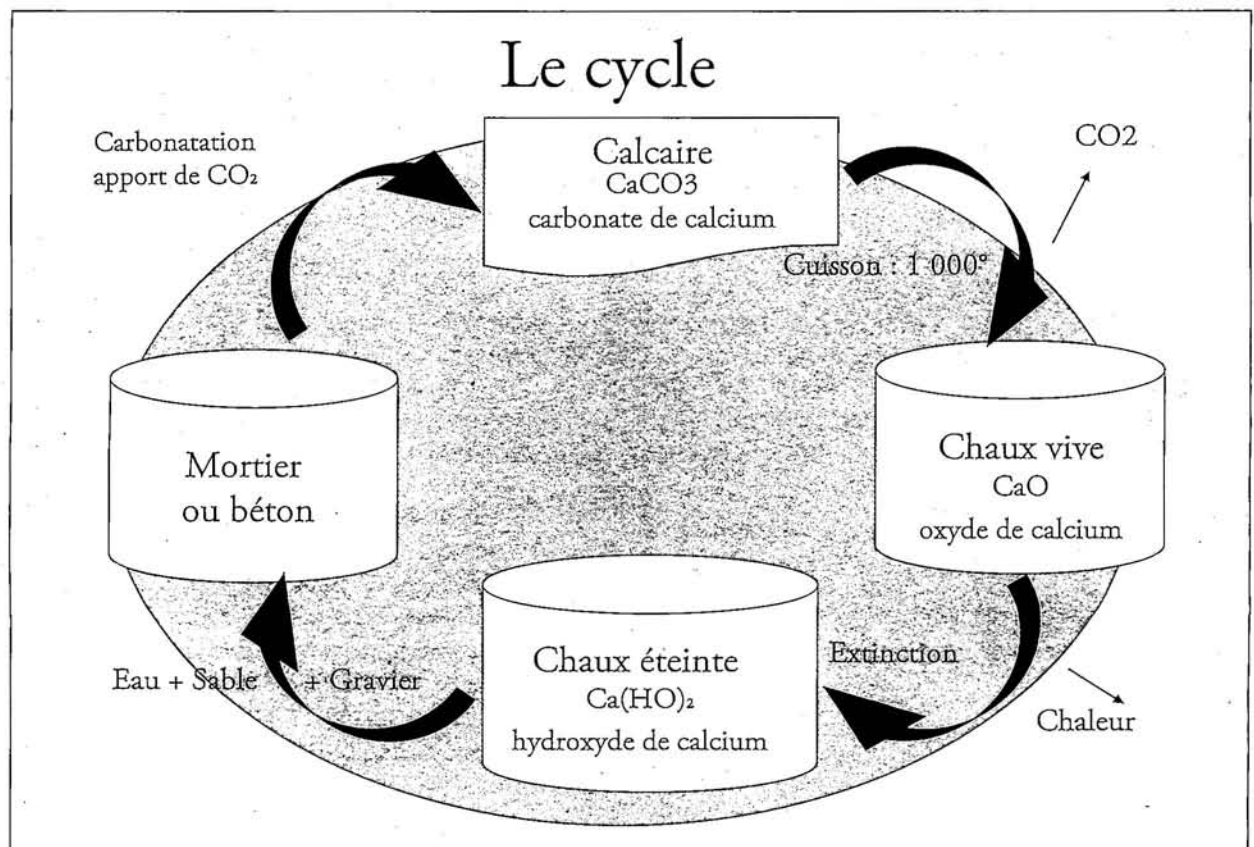 Le cycle
Carbonatation
apport de CO₂
Calcaire
CaCO3
carbonate de calcium
CO2
Cuisson : 1 000°
Chaux vive
CaO
oxyde de calcium
Mortier
ou béton
Chaux éteinte
Ca(HO)₂
hydroxyde de calcium
Extinction
Chaleur
Eau + Sable + Gravier